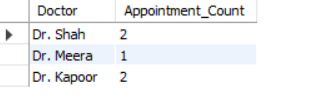 Doctor Appointment_Count
Dr. Shah 2
Dr. Meera 1
Dr. Kapoor 2